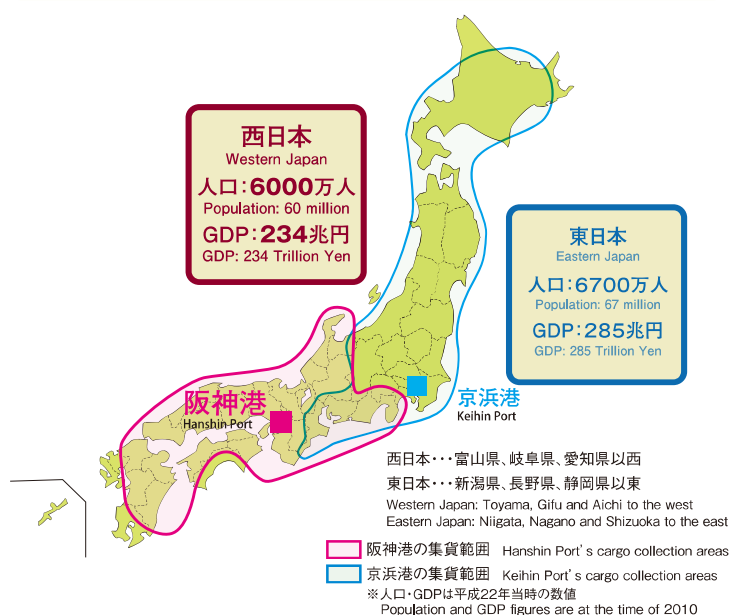 西日本
Western Japan
人口:6000万人
Population: 60 million
GDP:234兆円
GDP: 234 Trillion Yen
東日本
Eastern Japan
人口:6700万人
Population: 67 million
GDP:285兆円
GDP: 285 Trillion Yen
阪神港
Hanshin Port
京浜港
Keihin Port
西日本・・・富山県、岐阜県、愛知県以西
東日本・・・新潟県、長野県、静岡県以東
Western Japan: Toyama, Gifu and Aichi to the west
Eastern Japan: Niigata, Nagano and Shizuoka to the east
阪神港の集貨範囲 Hanshin Port's cargo collection areas
京浜港の集貨範囲 Keihin Port's cargo collection areas
※人口・GDPは平成22年当時の数値
Population and GDP figures are at the time of 2010